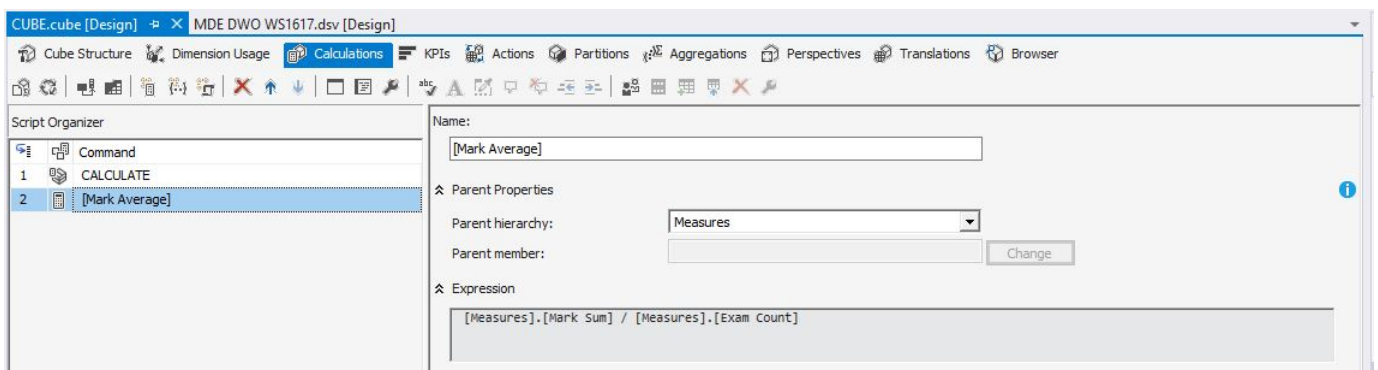 CUBE.cube [Design] MDE DWO WS1617.dsv [Design]
Cube Structure Dimension Usage Calculations KPIs Actions Partitions Aggregations Perspectives Translations Browser
Script Organizer
Command
1 CALCULATE
2 [Mark Average]
Name:
[Mark Average]
Parent Properties
Parent hierarchy: Measures
Parent member: Change
Expression
[Measures].[Mark Sum] / [Measures].[Exam Count]